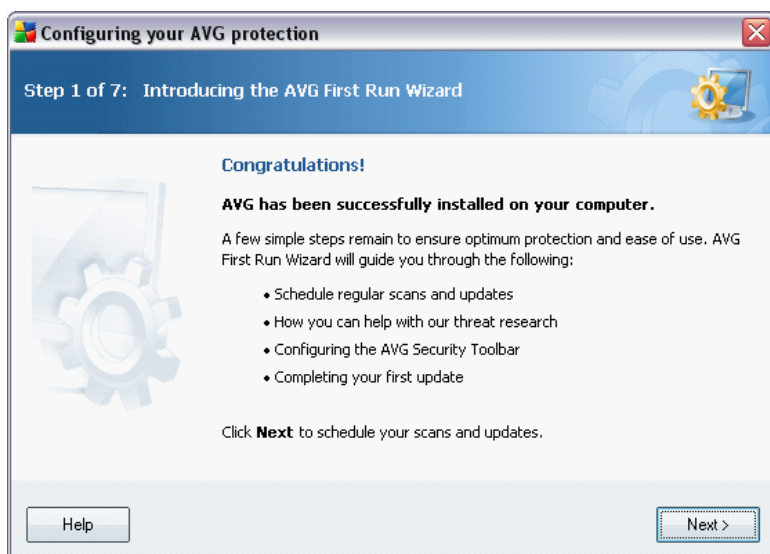 Configuring your AVG protection
Step 1 of 7: Introducing the AVG First Run Wizard
Congratulations!
AVG has been successfully installed on your computer.
A few simple steps remain to ensure optimum protection and ease of use. AVG
First Run Wizard will guide you through the following:
• Schedule regular scans and updates
• How you can help with our threat research
• Configuring the AVG Security Toolbar
• Completing your first update
Click Next to schedule your scans and updates.
Help
Next >